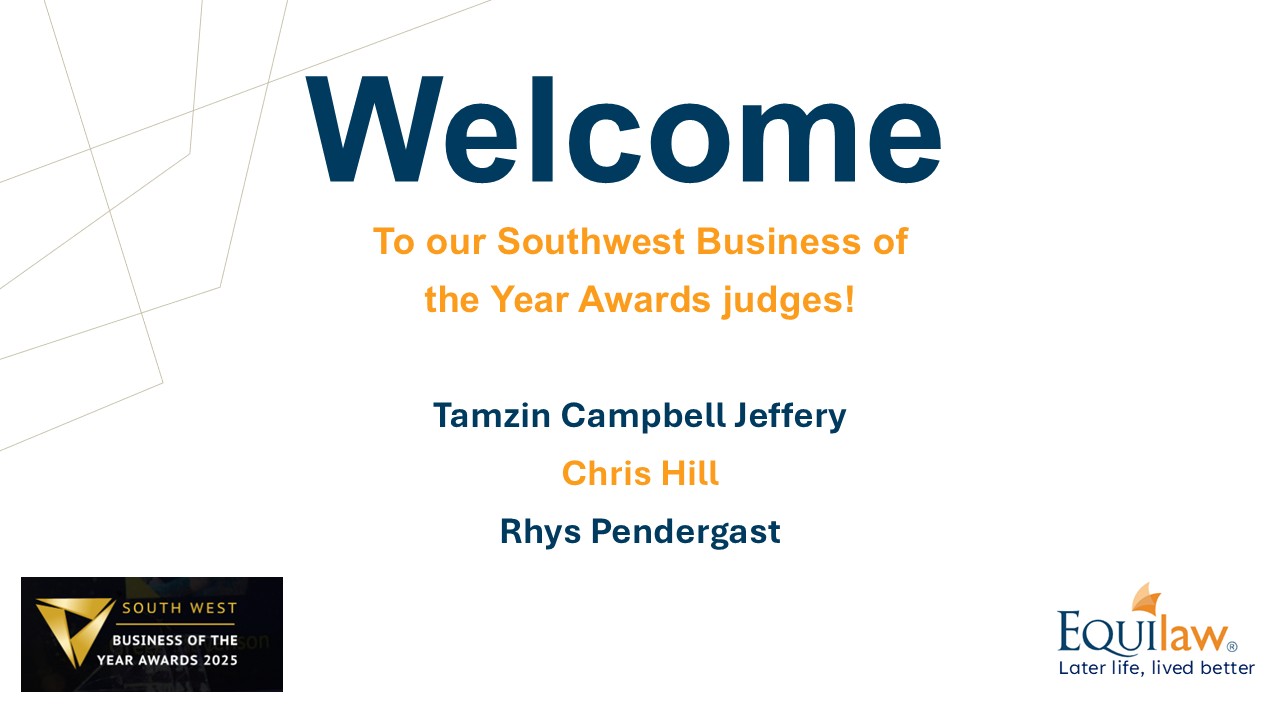 Welcome
To our Southwest Business of
the Year Awards judges!
Tamzin Campbell Jeffery
Chris Hill
Rhys Pendergast
SOUTH WEST
BUSINESS OF THE
YEAR AWARDS 2025
EQUIlaw®
Later life, lived better